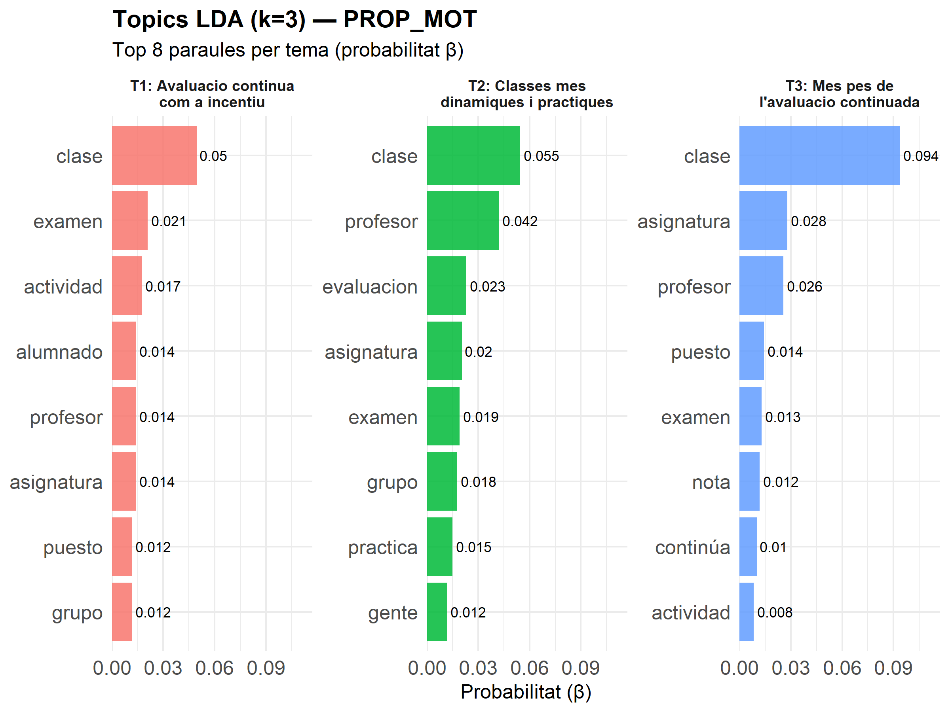 Topics LDA (k=3) — PROP_MOT
Top 8 paraules per tema (probabilitat β)
T1: Avaluacio continua
com a incentiu
clase 0.05
examen 0.021
actividad 0.017
alumnado 0.014
profesor 0.014
asignatura 0.014
puesto 0.012
grupo 0.012
0.00 0.03 0.06 0.09
T2: Classes mes
dinamiques i practiques
clase 0.055
profesor 0.042
evaluacion 0.023
asignatura 0.02
examen 0.019
grupo 0.018
practica 0.015
gente 0.012
0.00 0.03 0.06 0.09
T3: Mes pes de
l'avaluacio continuada
clase 0.094
asignatura 0.028
profesor 0.026
puesto 0.014
examen 0.013
nota 0.012
continúa 0.01
actividad 0.008
0.00 0.03 0.06 0.09
Probabilitat (β)